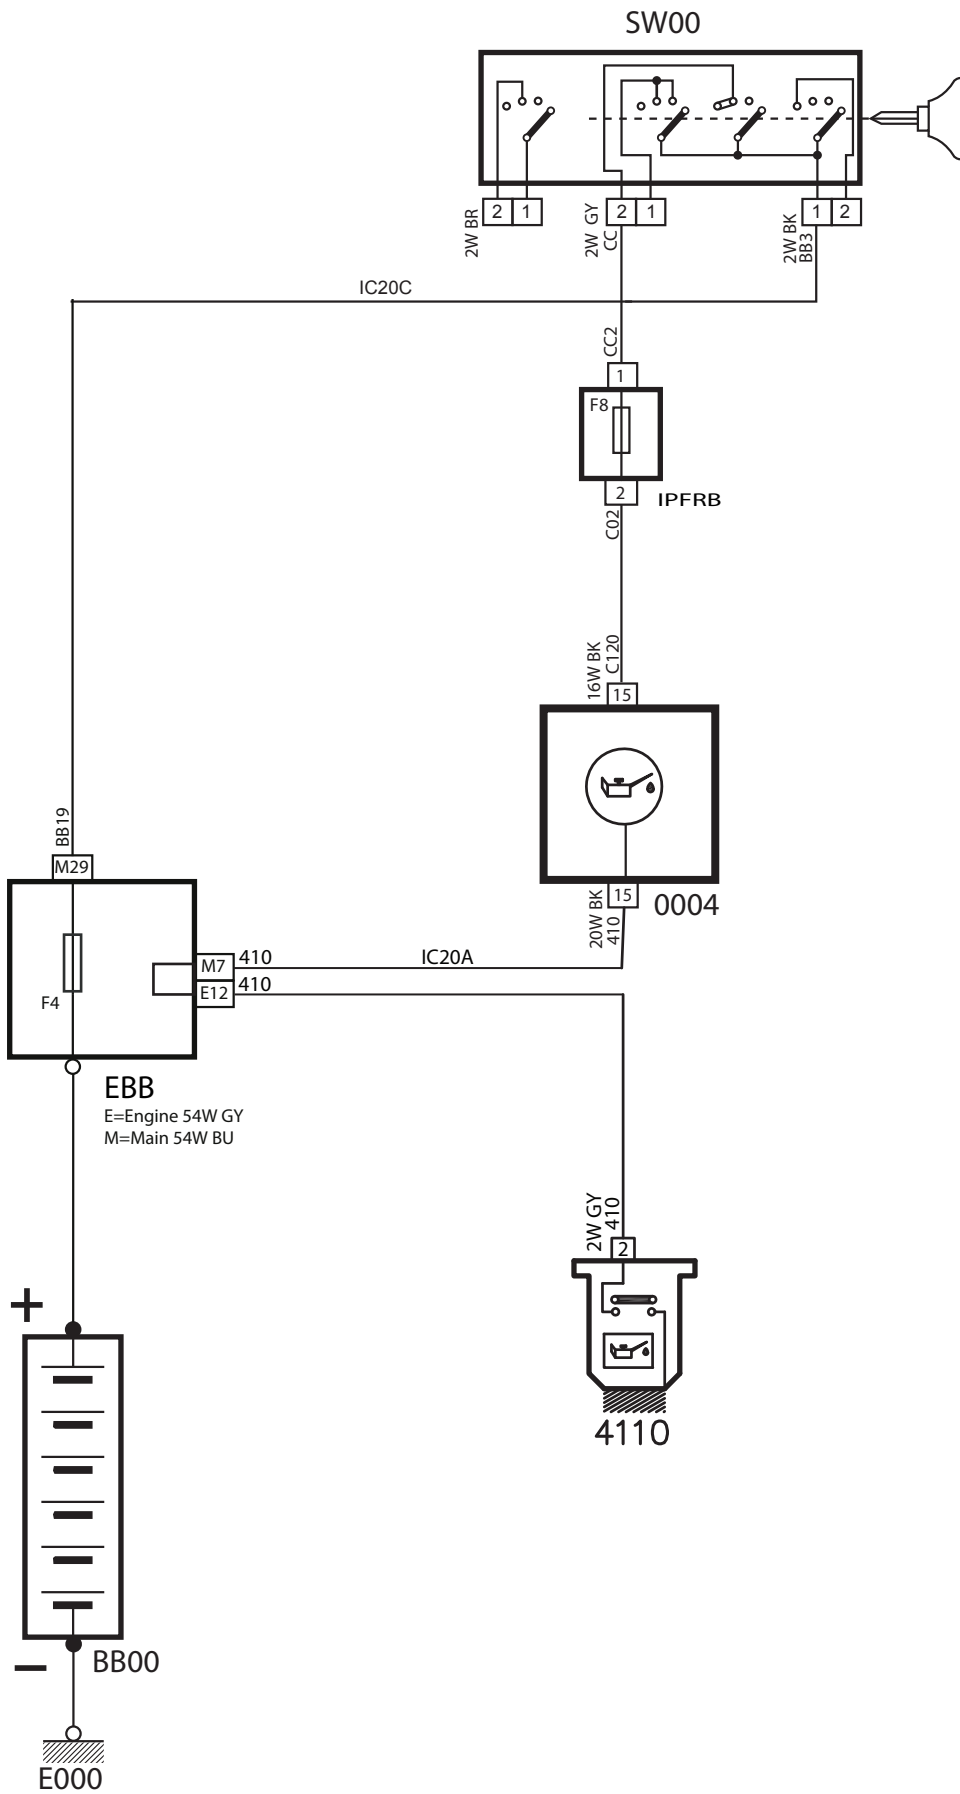 SW00
2
1
2
1
1
2
2W BR
2W GY
CC
2W BK
BB3
IC20C
CC2
1
F8
2
IPFRB
C02
16W BK
C120
15
BB19
M29
15
0004
20W BK
410
M7
410
IC20A
E12
410
F4
EBB
E=Engine 54W GY
M=Main 54W BU
2W GY
410
2
+
4110
–
BB00
E000